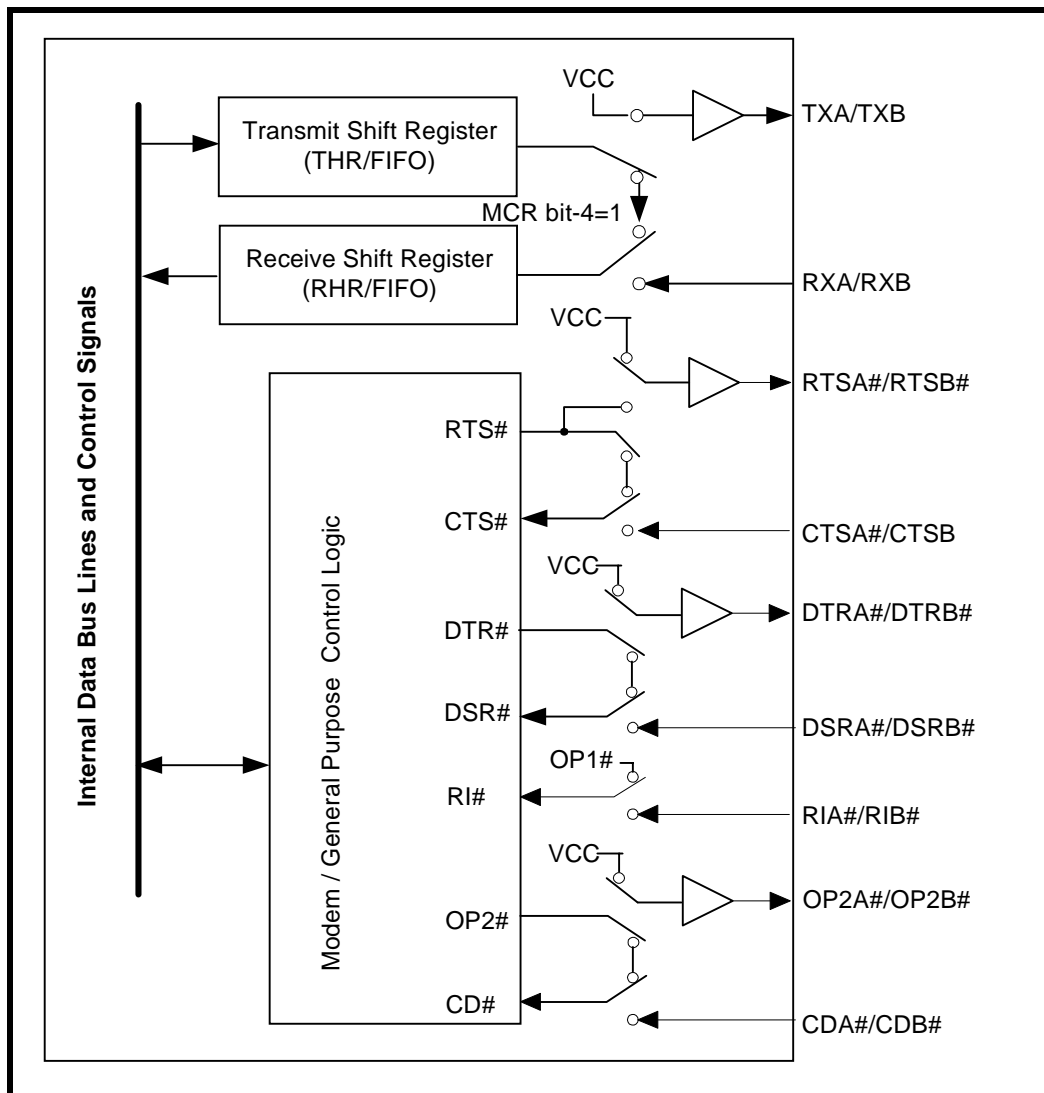 VCC
TXA/TXB
Transmit Shift Register
(THR/FIFO)
MCR bit-4=1
Receive Shift Register
(RHR/FIFO)
RXA/RXB
VCC
RTSA#/RTSB#
RTS#
CTS#
CTSA#/CTSB
VCC
DTRA#/DTRB#
DTR#
DSR#
DSRA#/DSRB#
OP1#
RI#
RIA#/RIB#
VCC
OP2A#/OP2B#
OP2#
CD#
CDA#/CDB#
Internal Data Bus Lines and Control Signals
Modem / General Purpose Control Logic